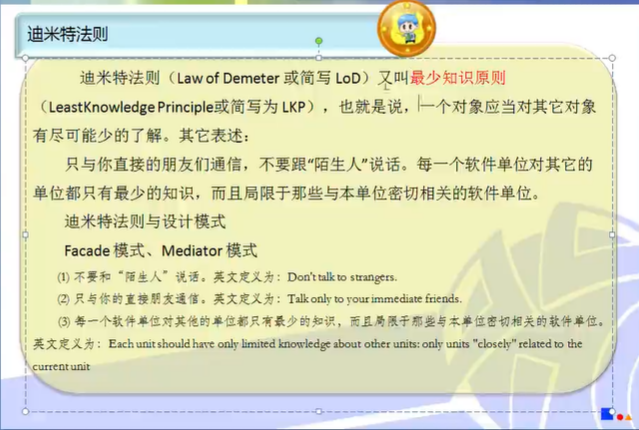 迪米特法则
迪米特法则（Law of Demeter 或简写 LoD）又叫最少知识原则
（LeastKnowledge Principle或简写为 LKP），也就是说，一个对象应当对其它对象
有尽可能少的了解。其它表述：
只与你直接的朋友们通信，不要跟“陌生人”说话。每一个软件单位对其它的
单位都只有最少的知识，而且局限于那些与本单位密切相关的软件单位。
迪米特法则与设计模式
Facade 模式、Mediator 模式
(1) 不要和“陌生人”说话。英文定义为：Don't talk to strangers.
(2) 只与你的直接朋友通信。英文定义为：Talk only to your immediate friends.
(3) 每一个软件单位对其他的单位都只有最少的知识，而且局限于那些与本单位密切相关的软件单位。
英文定义为：Each unit should have only limited knowledge about other units: only units "closely" related to the
current unit